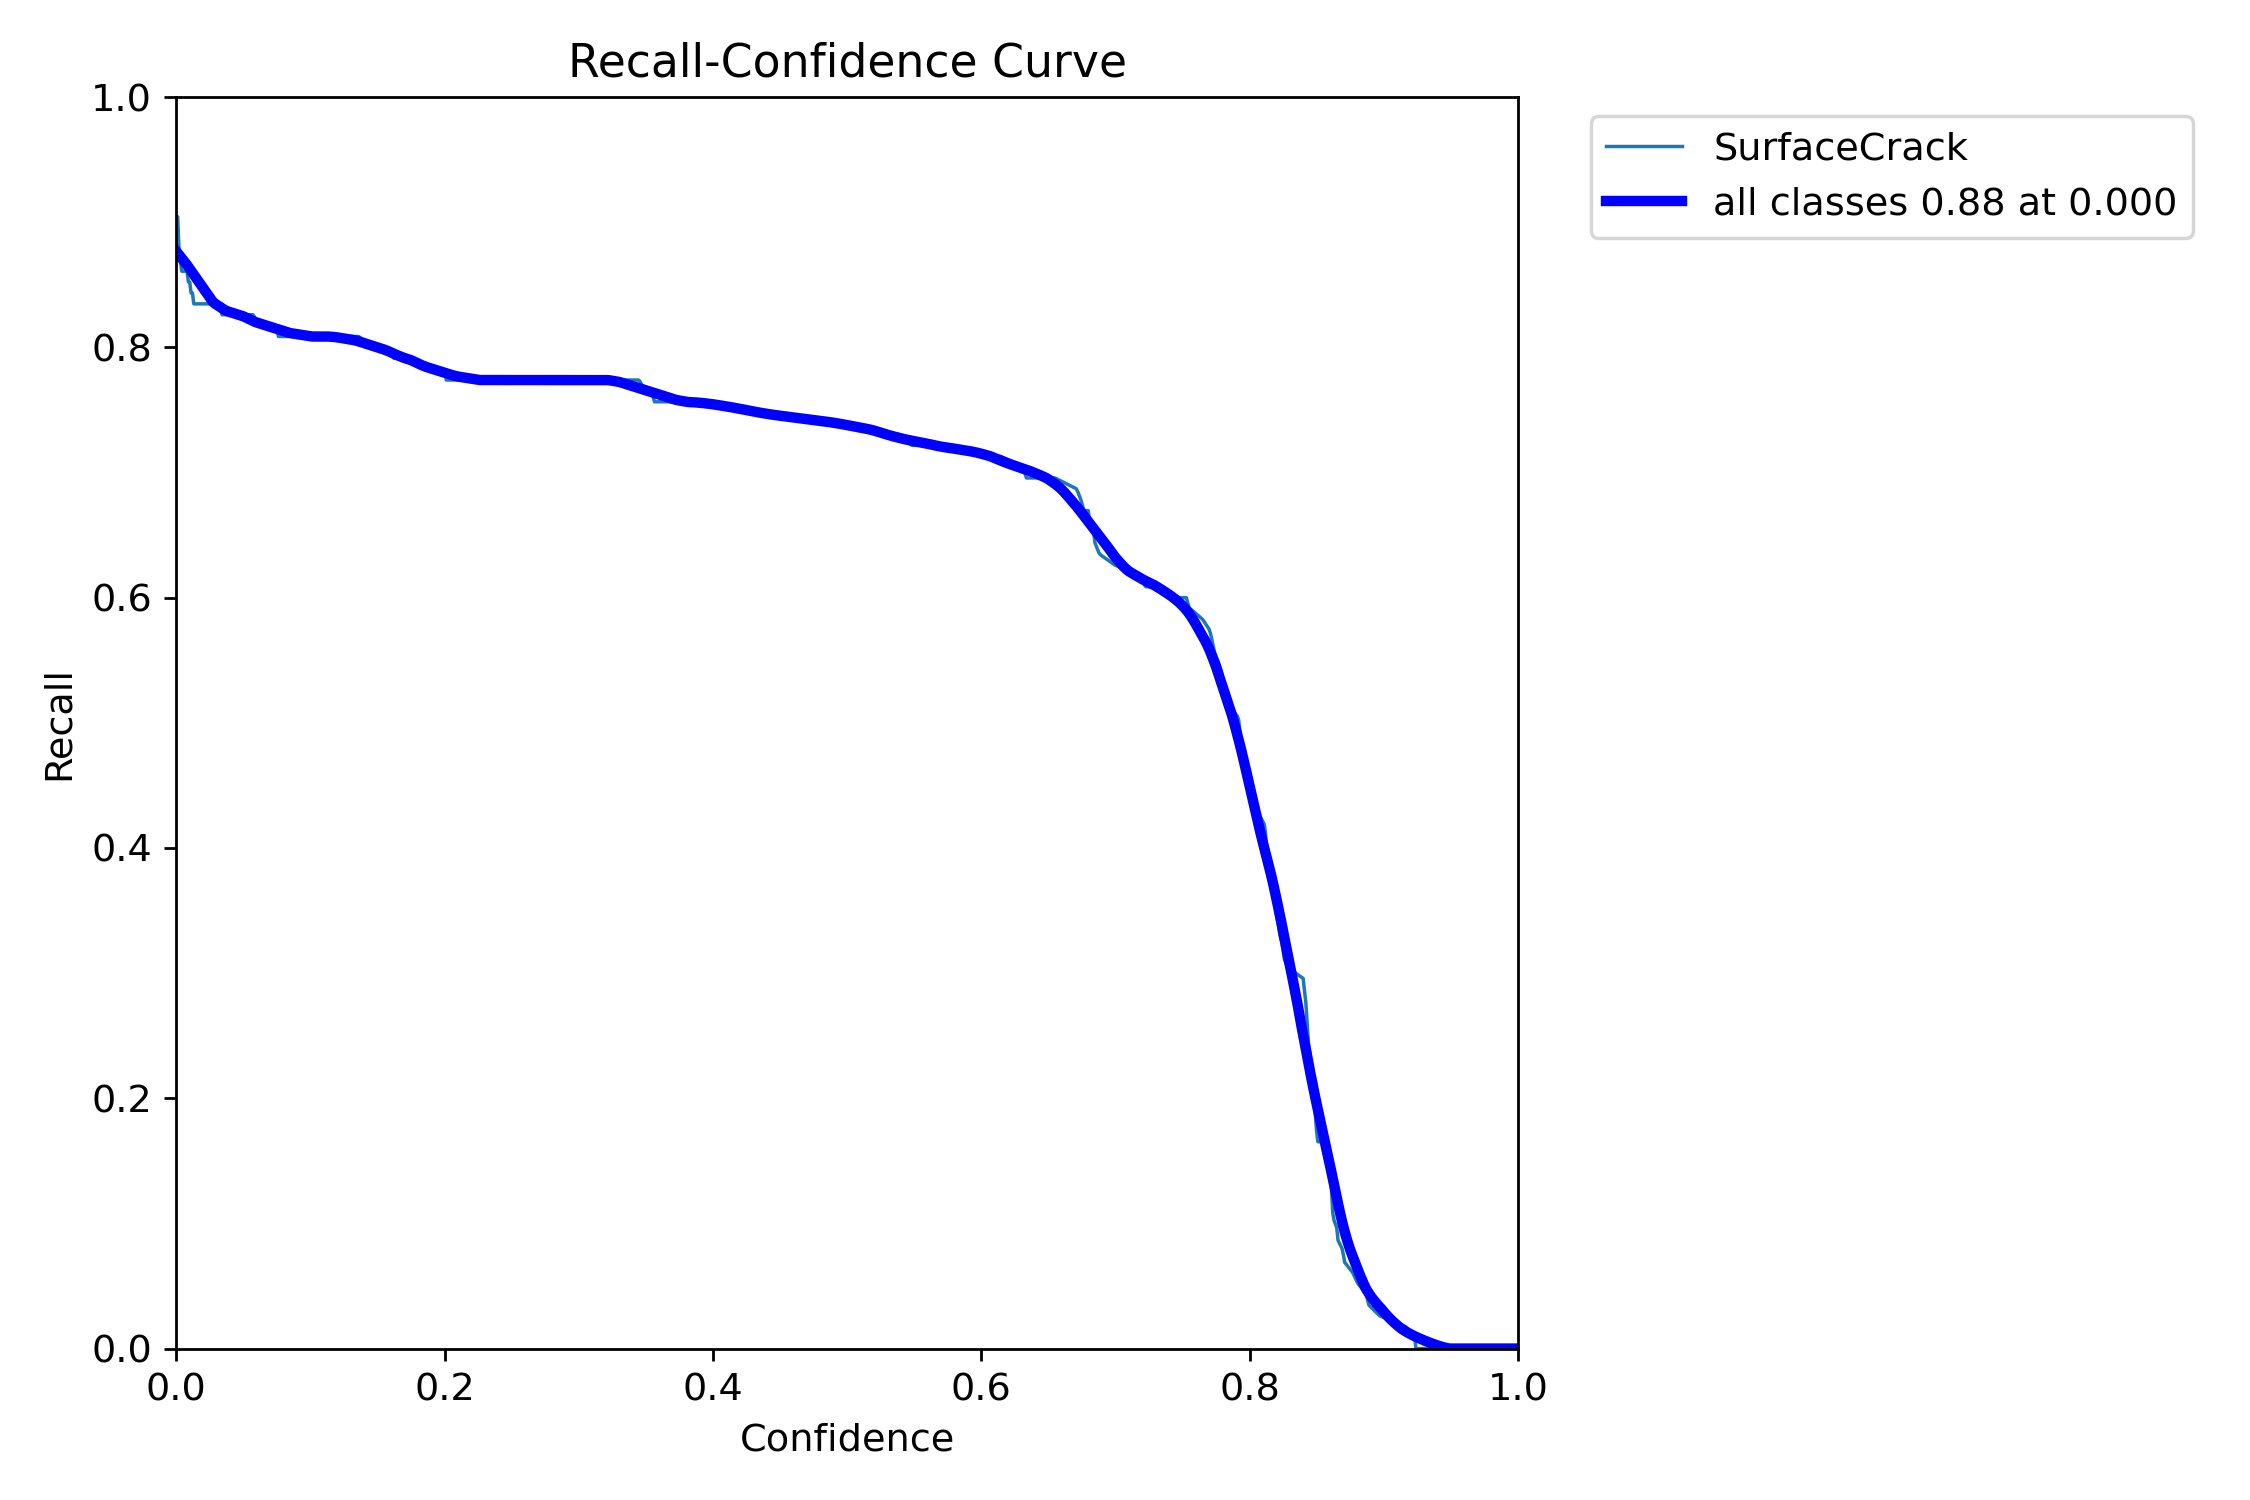 Recall-Confidence Curve
SurfaceCrack
all classes 0.88 at 0.000
1.0
0.8
0.6
0.4
0.2
0.0
Recall
0.0 0.2 0.4 0.6 0.8 1.0
Confidence